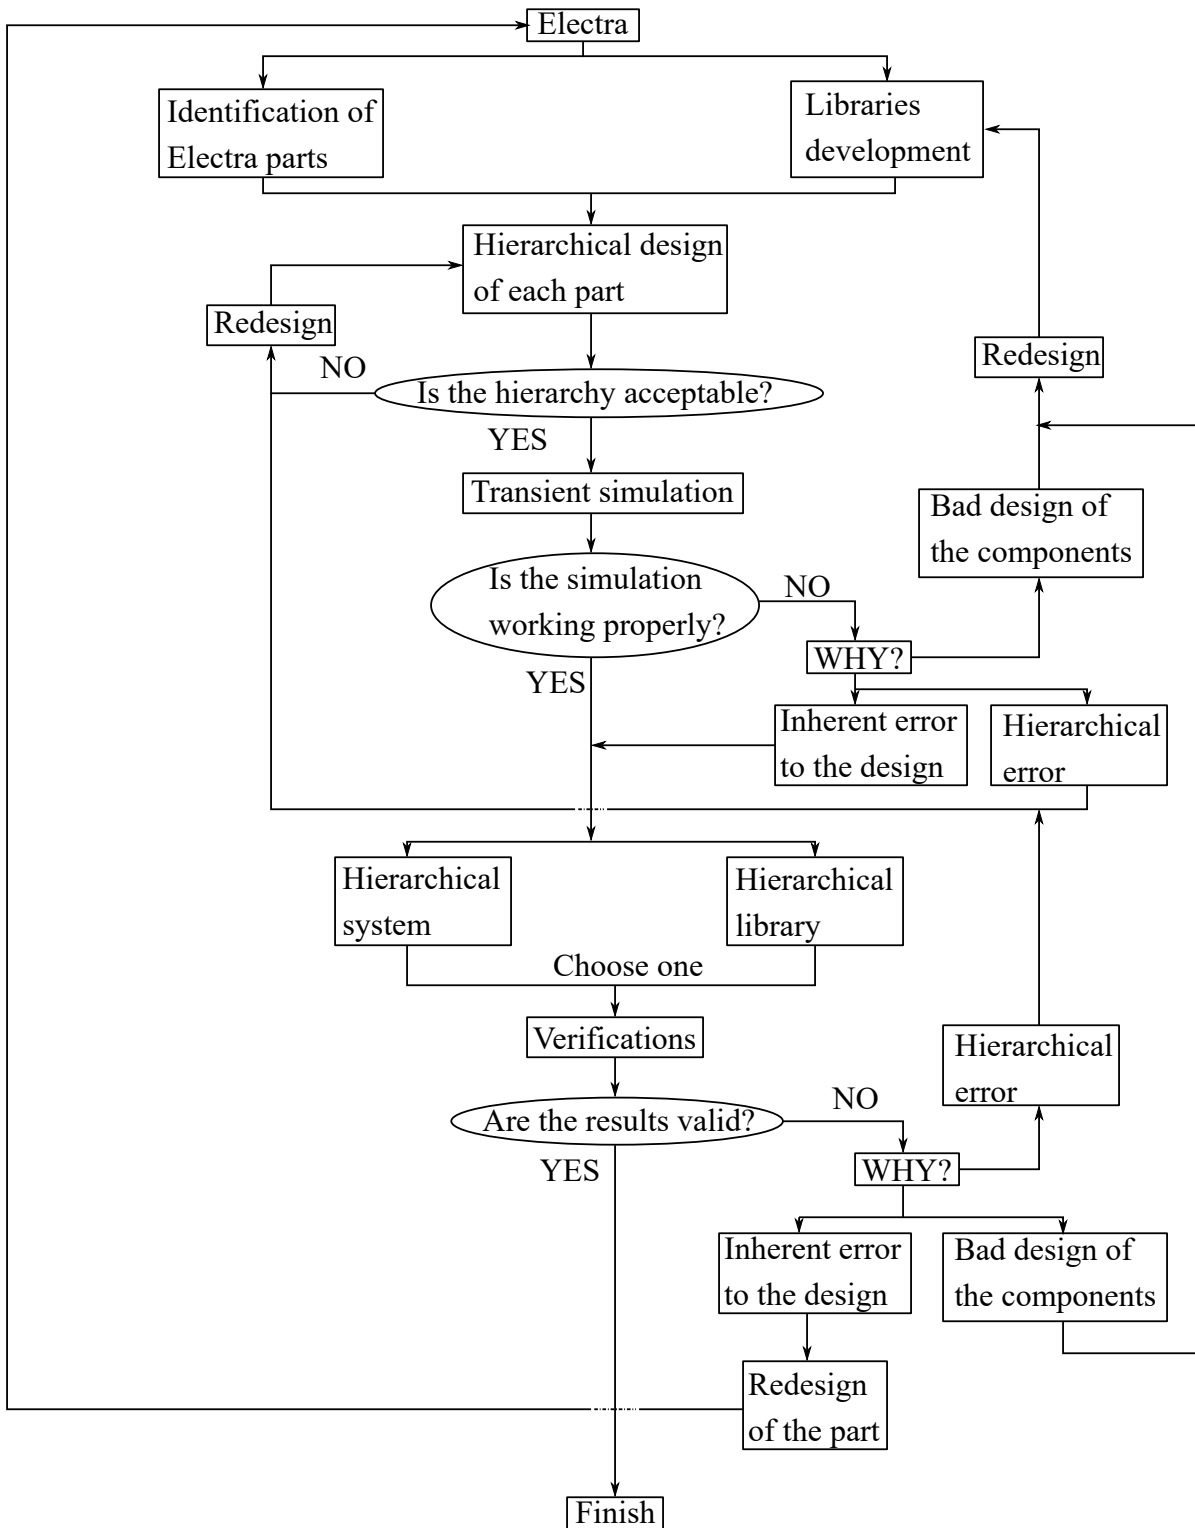 Electra
Identification of
Electra parts
Libraries
development
Hierarchical design
of each part
Redesign
NO
Redesign
Is the hierarchy acceptable?
YES
Transient simulation
Bad design of
the components
Is the simulation
working properly?
NO
WHY?
YES
Inherent error
to the design
Hierarchical
error
Hierarchical
system
Hierarchical
library
Choose one
Verifications
Hierarchical
error
Are the results valid?
NO
YES
WHY?
Inherent error
to the design
Bad design of
the components
Redesign
of the part
Finish